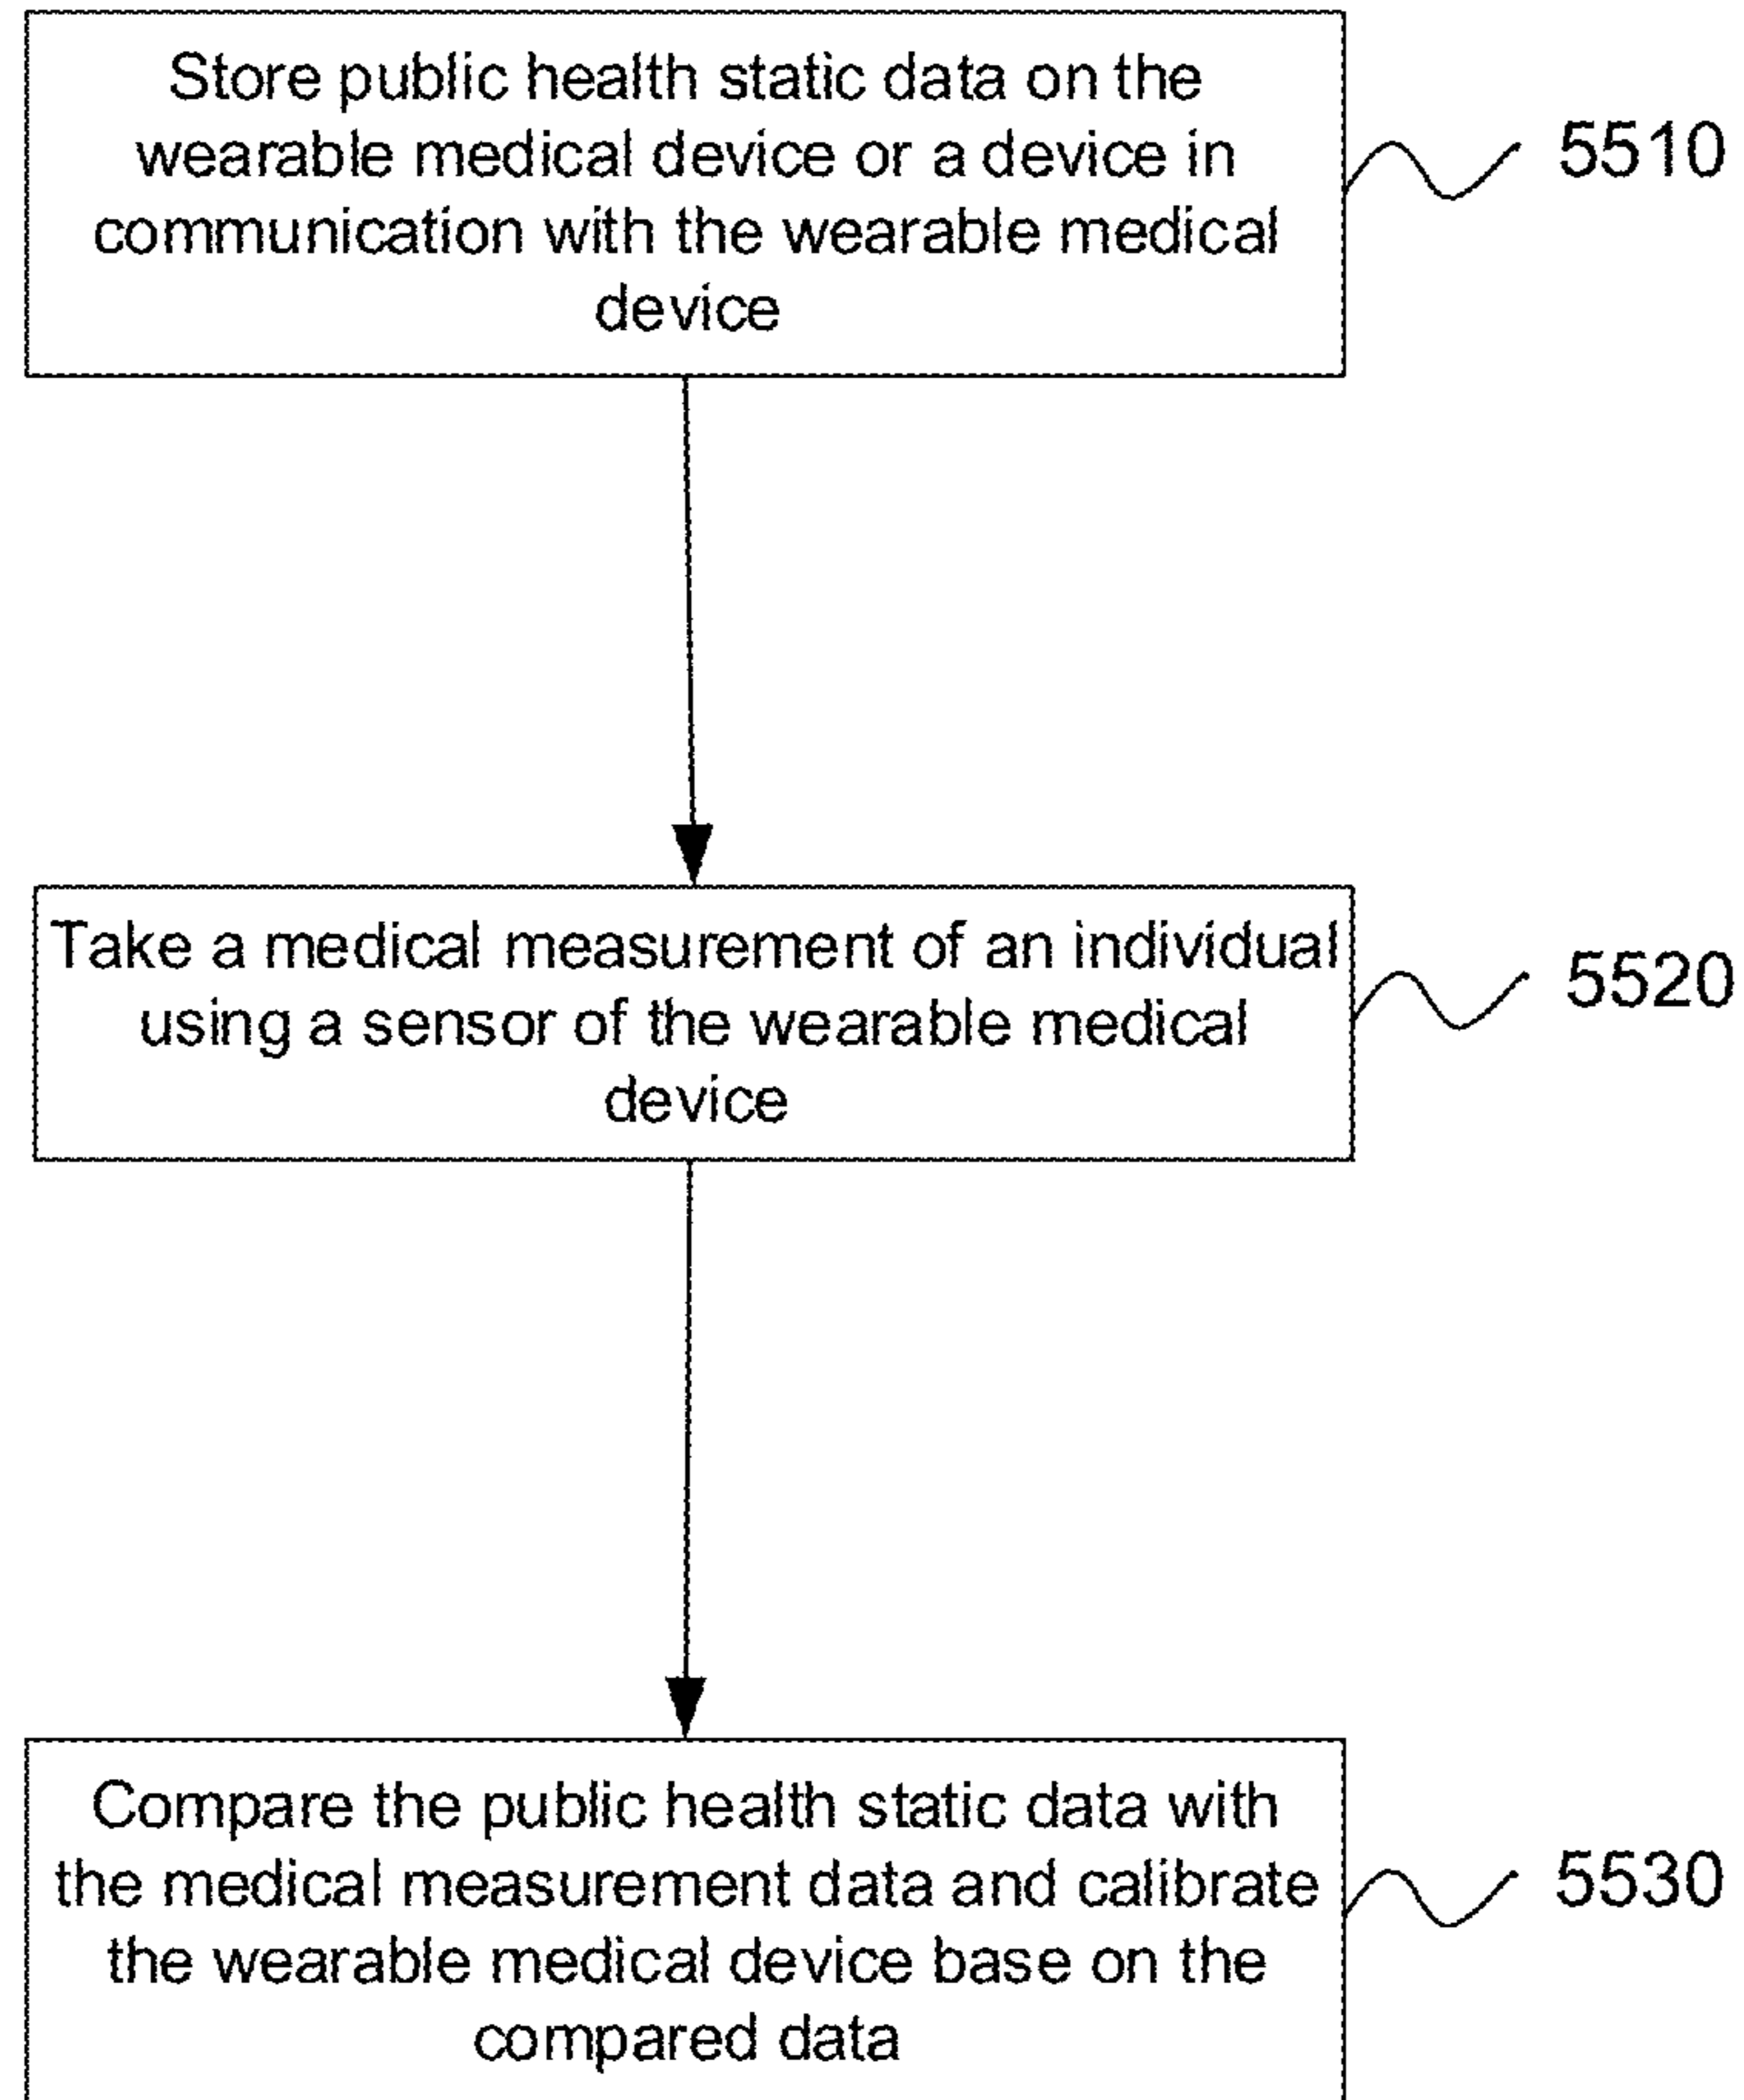 Store public health static data on the
wearable medical device or a device in
communication with the wearable medical
device
5510
Take a medical measurement of an individual
using a sensor of the wearable medical
device
5520
Compare the public health static data with
the medical measurement data and calibrate
the wearable medical device base on the
compared data
5530